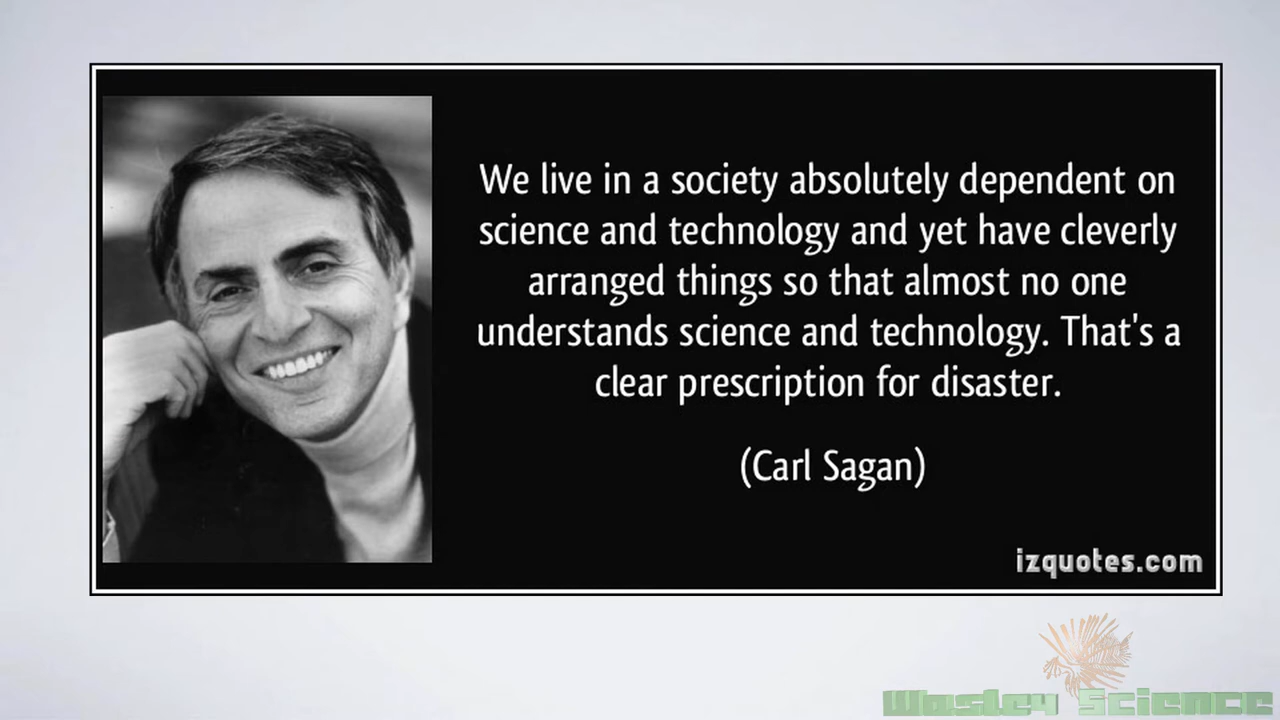 We live in a society absolutely dependent on
science and technology and yet have cleverly
arranged things so that almost no one
understands science and technology. That's a
clear prescription for disaster.
(Carl Sagan)
izquotes.com
Wasley Science